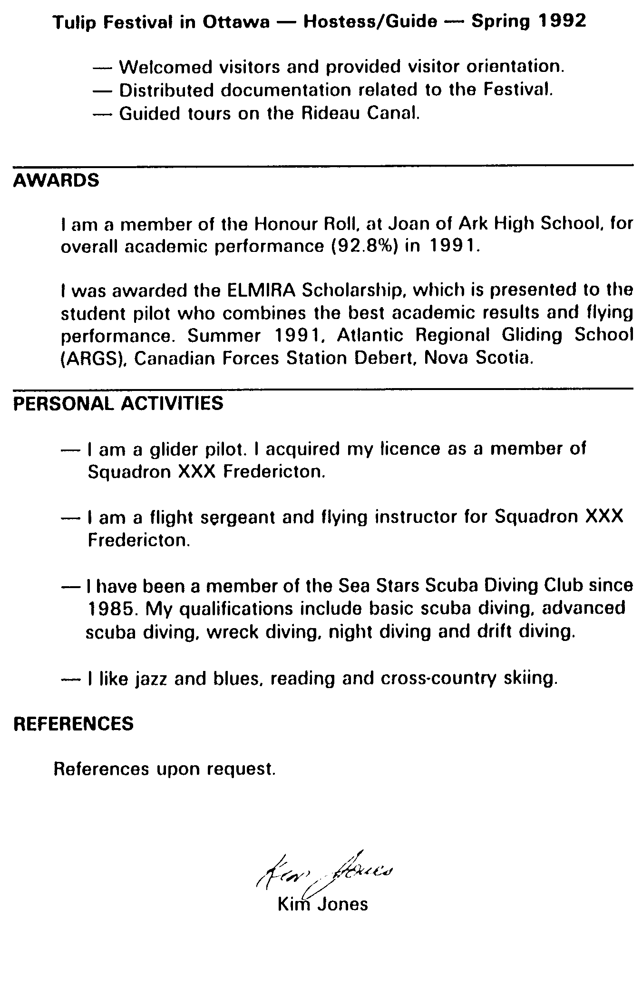 Tulip Festival in Ottawa — Hostess/Guide — Spring 1992
— Welcomed visitors and provided visitor orientation.
— Distributed documentation related to the Festival.
— Guided tours on the Rideau Canal.
AWARDS
I am a member of the Honour Roll, at Joan of Ark High School, for
overall academic performance (92.8%) in 1991.
I was awarded the ELMIRA Scholarship, which is presented to the
student pilot who combines the best academic results and flying
performance. Summer 1991, Atlantic Regional Gliding School
(ARGS), Canadian Forces Station Debert, Nova Scotia.
PERSONAL ACTIVITIES
— I am a glider pilot. I acquired my licence as a member of
Squadron XXX Fredericton.
— I am a flight sergeant and flying instructor for Squadron XXX
Fredericton.
— I have been a member of the Sea Stars Scuba Diving Club since
1985. My qualifications include basic scuba diving, advanced
scuba diving, wreck diving, night diving and drift diving.
— I like jazz and blues, reading and cross-country skiing.
REFERENCES
References upon request.
Kim Jones
Kim Jones